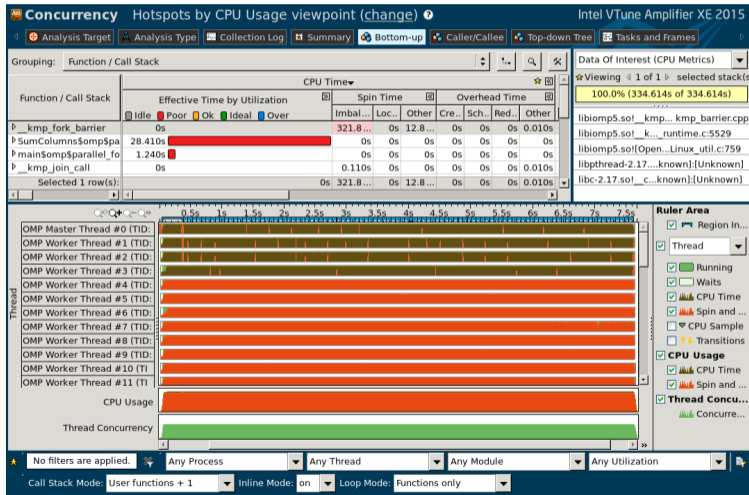 Concurrency Hotspots by CPU Usage viewpoint (change) ? Intel VTune Amplifier XE 2015
Analysis Target Analysis Type Collection Log Summary Bottom-up Caller/Callee Top-down Tree Tasks and Frames
Grouping: Function / Call Stack
Data Of Interest (CPU Metrics)
Viewing 1 of 1 selected stack(s
100.0% (334.614s of 334.614s)
libiomp5.so!__kmp... kmp_barrier.cpp
libiomp5.so!__k..._runtime.c:5529
libiomp5.so![Open...Linux_util.c:759
libpthread-2.17....known]:[Unknown]
libc-2.17.so!__c...known]:[Unknown]
Function / Call Stack
CPU Time
Effective Time by Utilization Spin Time Overhead Time
Idle Poor Ok Ideal Over Imbal... Loc... Other Cre... Sch... Red... Other
__kmp_fork_barrier 0s 321.8... 0s 12.8... 0s 0s 0s 0.010s
SumColumns$omp$pa 28.410s 0s 0s 0s 0s 0s 0s 0s
main$omp$parallel_fo 1.240s 0s 0s 0s 0s 0s 0s 0s
__kmp_join_call 0s 0.110s 0s 0s 0s 0s 0s 0.010s
Selected 1 row(s): 0s 321.8... 0s 12.8... 0s 0s 0s 0.010s
0.5s 1s 1.5s 2s 2.5s 3s 3.5s 4s 4.5s 5s 5.5s 6s 6.5s 7s 7.5s
Thread
OMP Master Thread #0 (TID:
OMP Worker Thread #1 (TID:
OMP Worker Thread #2 (TID:
OMP Worker Thread #3 (TID:
OMP Worker Thread #4 (TID:
OMP Worker Thread #5 (TID:
OMP Worker Thread #6 (TID:
OMP Worker Thread #7 (TID:
OMP Worker Thread #8 (TID:
OMP Worker Thread #9 (TID:
OMP Worker Thread #10 (TI
OMP Worker Thread #11 (TI
CPU Usage
Thread Concurrency
Ruler Area
Region In...
Thread
Running
Waits
CPU Time
Spin and ...
CPU Sample
Transitions
CPU Usage
CPU Time
Spin and ...
Thread Concu...
Concurre...
No filters are applied. Any Process Any Thread Any Module Any Utilization
Call Stack Mode: User functions + 1 Inline Mode: on Loop Mode: Functions only